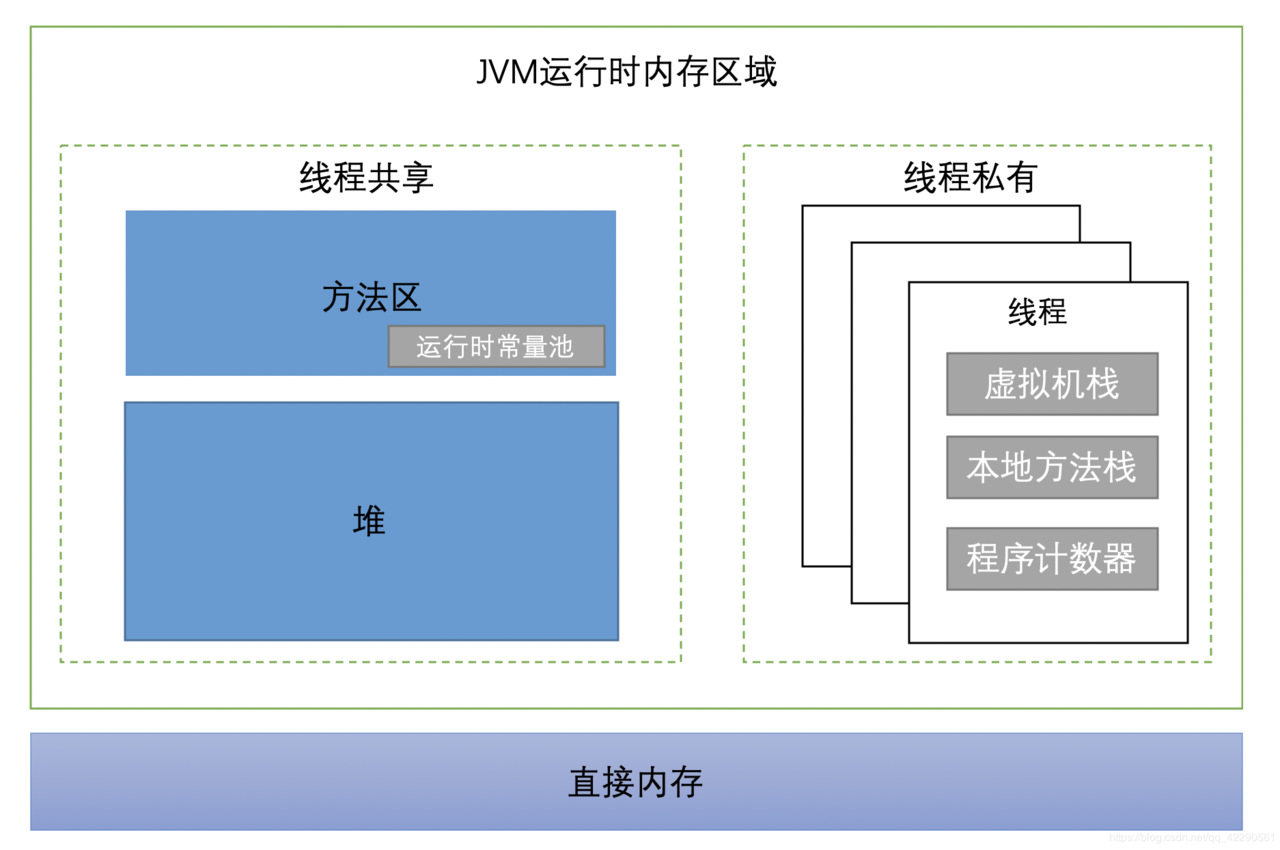 JVM运行时内存区域
线程共享
方法区
运行时常量池
堆
线程私有
线程
虚拟机栈
本地方法栈
程序计数器
直接内存
https://blog.csdn.net/qq_42290561